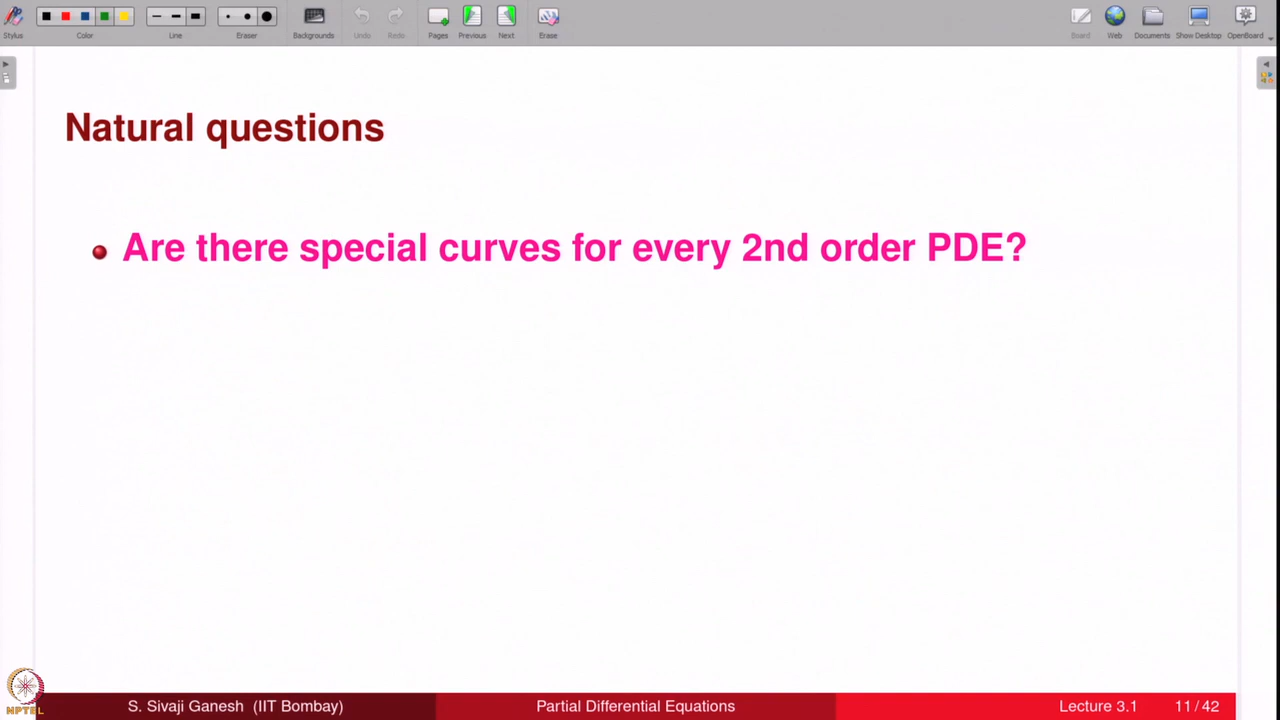 Stylus Color Line Eraser Backgrounds Undo Redo Pages Previous Next Erase Board Web Documents Show Desktop OpenBoard
Natural questions
Are there special curves for every 2nd order PDE?
NPTEL
S. Sivaji Ganesh (IIT Bombay) Partial Differential Equations Lecture 3.1 11 / 42